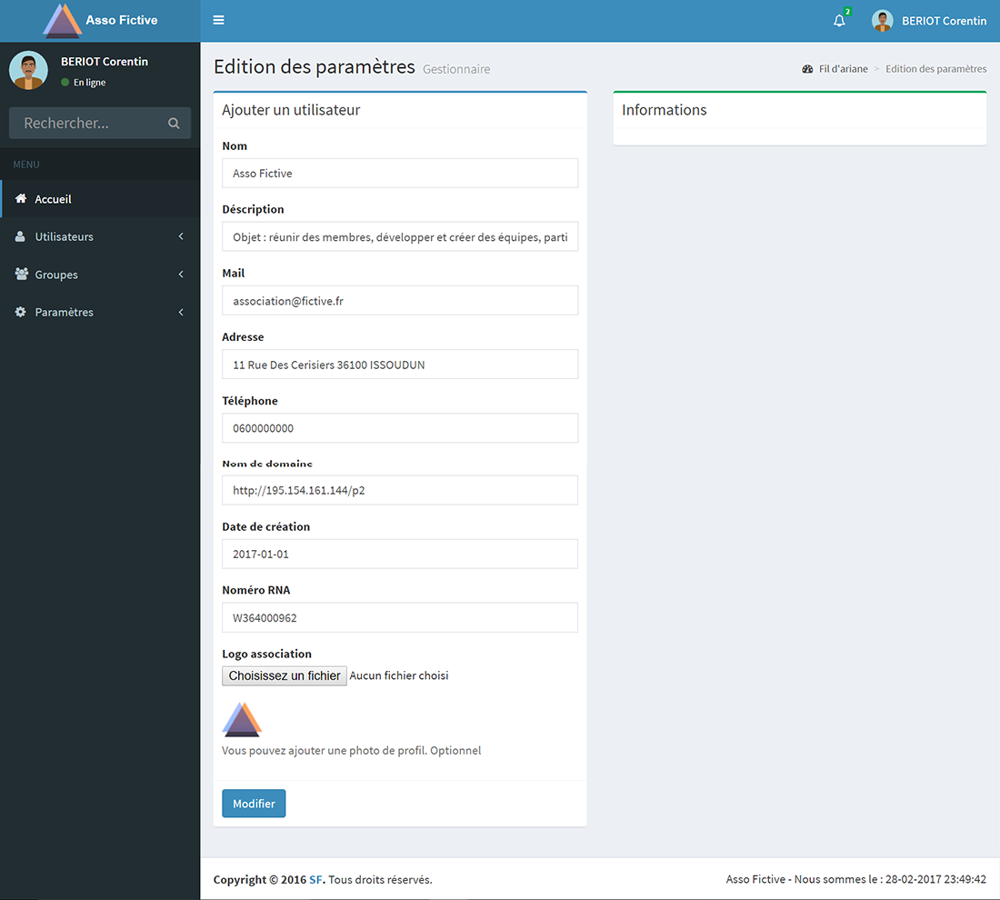 Asso Fictive
2
BERIOT Corentin
BERIOT Corentin
En ligne
Rechercher...
MENU
Accueil
Utilisateurs
Groupes
Paramètres
Edition des paramètres Gestionnaire
Fil d'ariane > Edition des paramètres
Ajouter un utilisateur
Nom
Asso Fictive
Déscription
Objet : réunir des membres, développer et créer des équipes, parti
Mail
association@fictive.fr
Adresse
11 Rue Des Cerisiers 36100 ISSOUDUN
Téléphone
0600000000
Nom de domaine
http://195.154.161.144/p2
Date de création
2017-01-01
Noméro RNA
W364000962
Logo association
Choisissez un fichier Aucun fichier choisi
Vous pouvez ajouter une photo de profil. Optionnel
Modifier
Informations
Copyright © 2016 SF. Tous droits réservés.
Asso Fictive - Nous sommes le : 28-02-2017 23:49:42